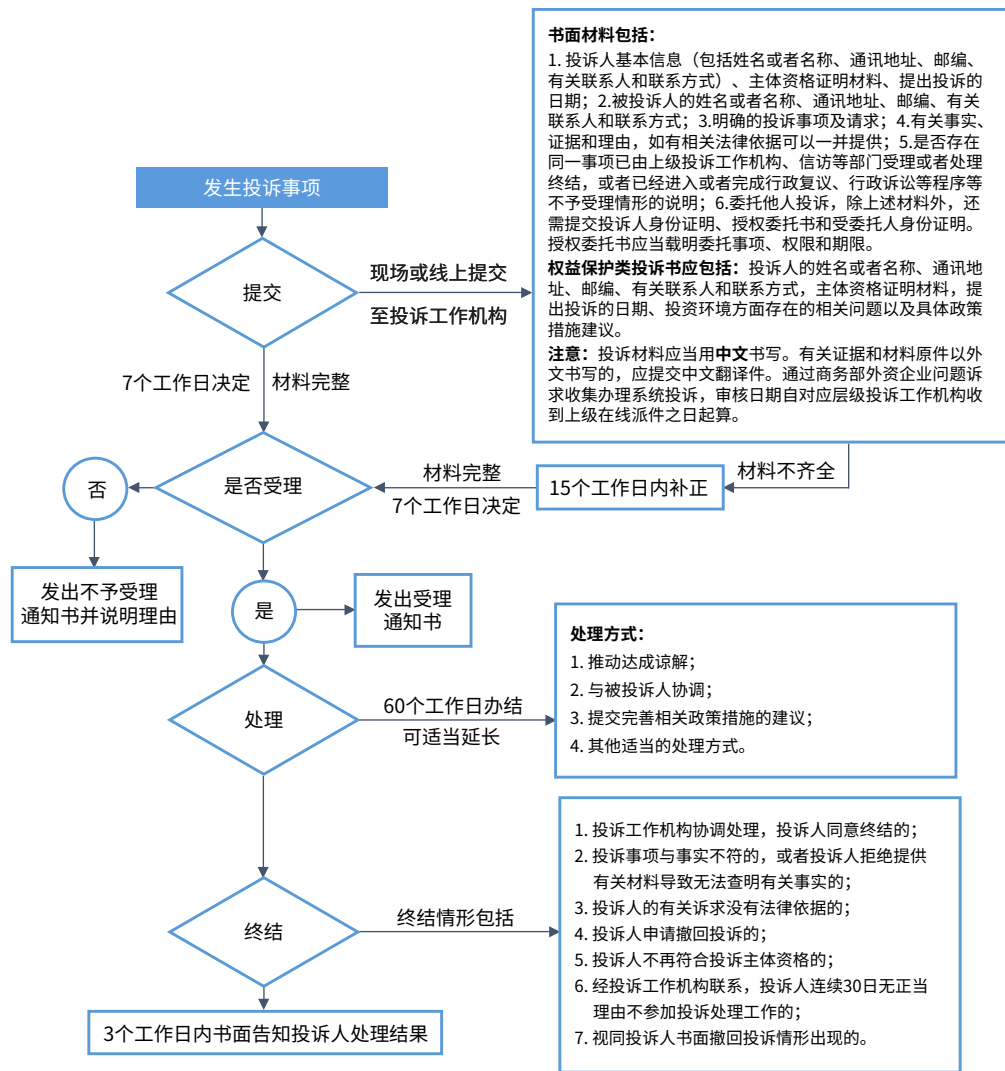 书面材料包括：
1. 投诉人基本信息（包括姓名或者名称、通讯地址、邮编、
有关联系人和联系方式）、主体资格证明材料、提出投诉的
日期；2.被投诉人的姓名或者名称、通讯地址、邮编、有关
联系人和联系方式；3.明确的投诉事项及请求；4.有关事实、
证据和理由，如有相关法律依据可以一并提供；5.是否存在
同一事项已由上级投诉工作机构、信访等部门受理或者处理
终结，或者已经进入或者完成行政复议、行政诉讼等程序等
不予受理情形的说明；6.委托他人投诉，除上述材料外，还
需提交投诉人身份证明、授权委托书和受委托人身份证明。
授权委托书应当载明委托事项、权限和期限。
权益保护类投诉书应包括：投诉人的姓名或者名称、通讯地
址、邮编、有关联系人和联系方式，主体资格证明材料，提
出投诉的日期、投资环境方面存在的相关问题以及具体政策
措施建议。
注意：投诉材料应当用中文书写。有关证据和材料原件以外
文书写的，应提交中文翻译件。通过商务部外资企业问题诉
求收集办理系统投诉，审核日期自对应层级投诉工作机构收
到上级在线派件之日起算。
发生投诉事项
提交
现场或线上提交
至投诉工作机构
7个工作日决定
材料完整
是否受理
材料完整
7个工作日决定
15个工作日内补正
材料不齐全
否
发出不予受理
通知书并说明理由
是
发出受理
通知书
处理
60个工作日办结
可适当延长
处理方式：
1. 推动达成谅解；
2. 与被投诉人协调；
3. 提交完善相关政策措施的建议；
4. 其他适当的处理方式。
终结
终结情形包括
1. 投诉工作机构协调处理，投诉人同意终结的；
2. 投诉事项与事实不符的，或者投诉人拒绝提供
有关材料导致无法查明有关事实的；
3. 投诉人的有关诉求没有法律依据的；
4. 投诉人申请撤回投诉的；
5. 投诉人不再符合投诉主体资格的；
6. 经投诉工作机构联系，投诉人连续30日无正当
理由不参加投诉处理工作的；
7. 视同投诉人书面撤回投诉情形出现的。
3个工作日内书面告知投诉人处理结果